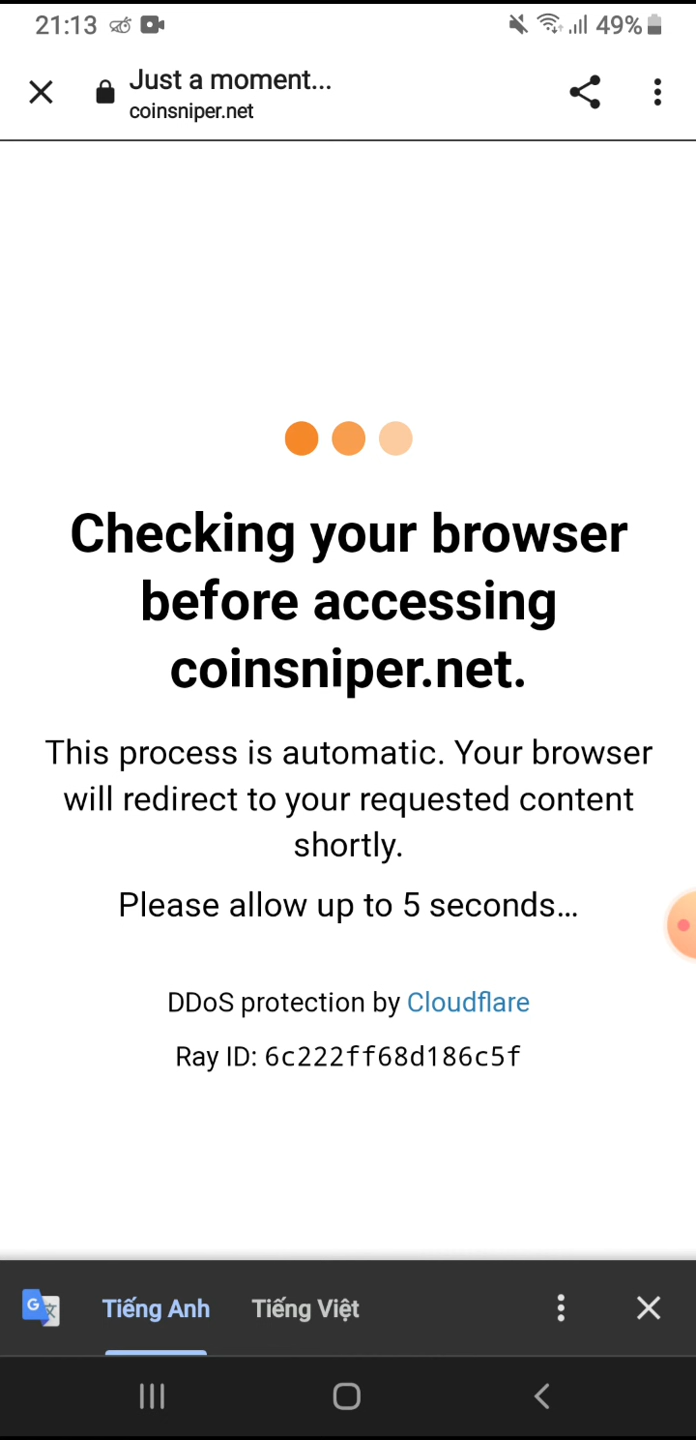 21:13
49%
Just a moment...
coinsniper.net
Checking your browser
before accessing
coinsniper.net.
This process is automatic. Your browser
will redirect to your requested content
shortly.
Please allow up to 5 seconds...
DDoS protection by Cloudflare
Ray ID: 6c222ff68d186c5f
Tiếng Anh
Tiếng Việt